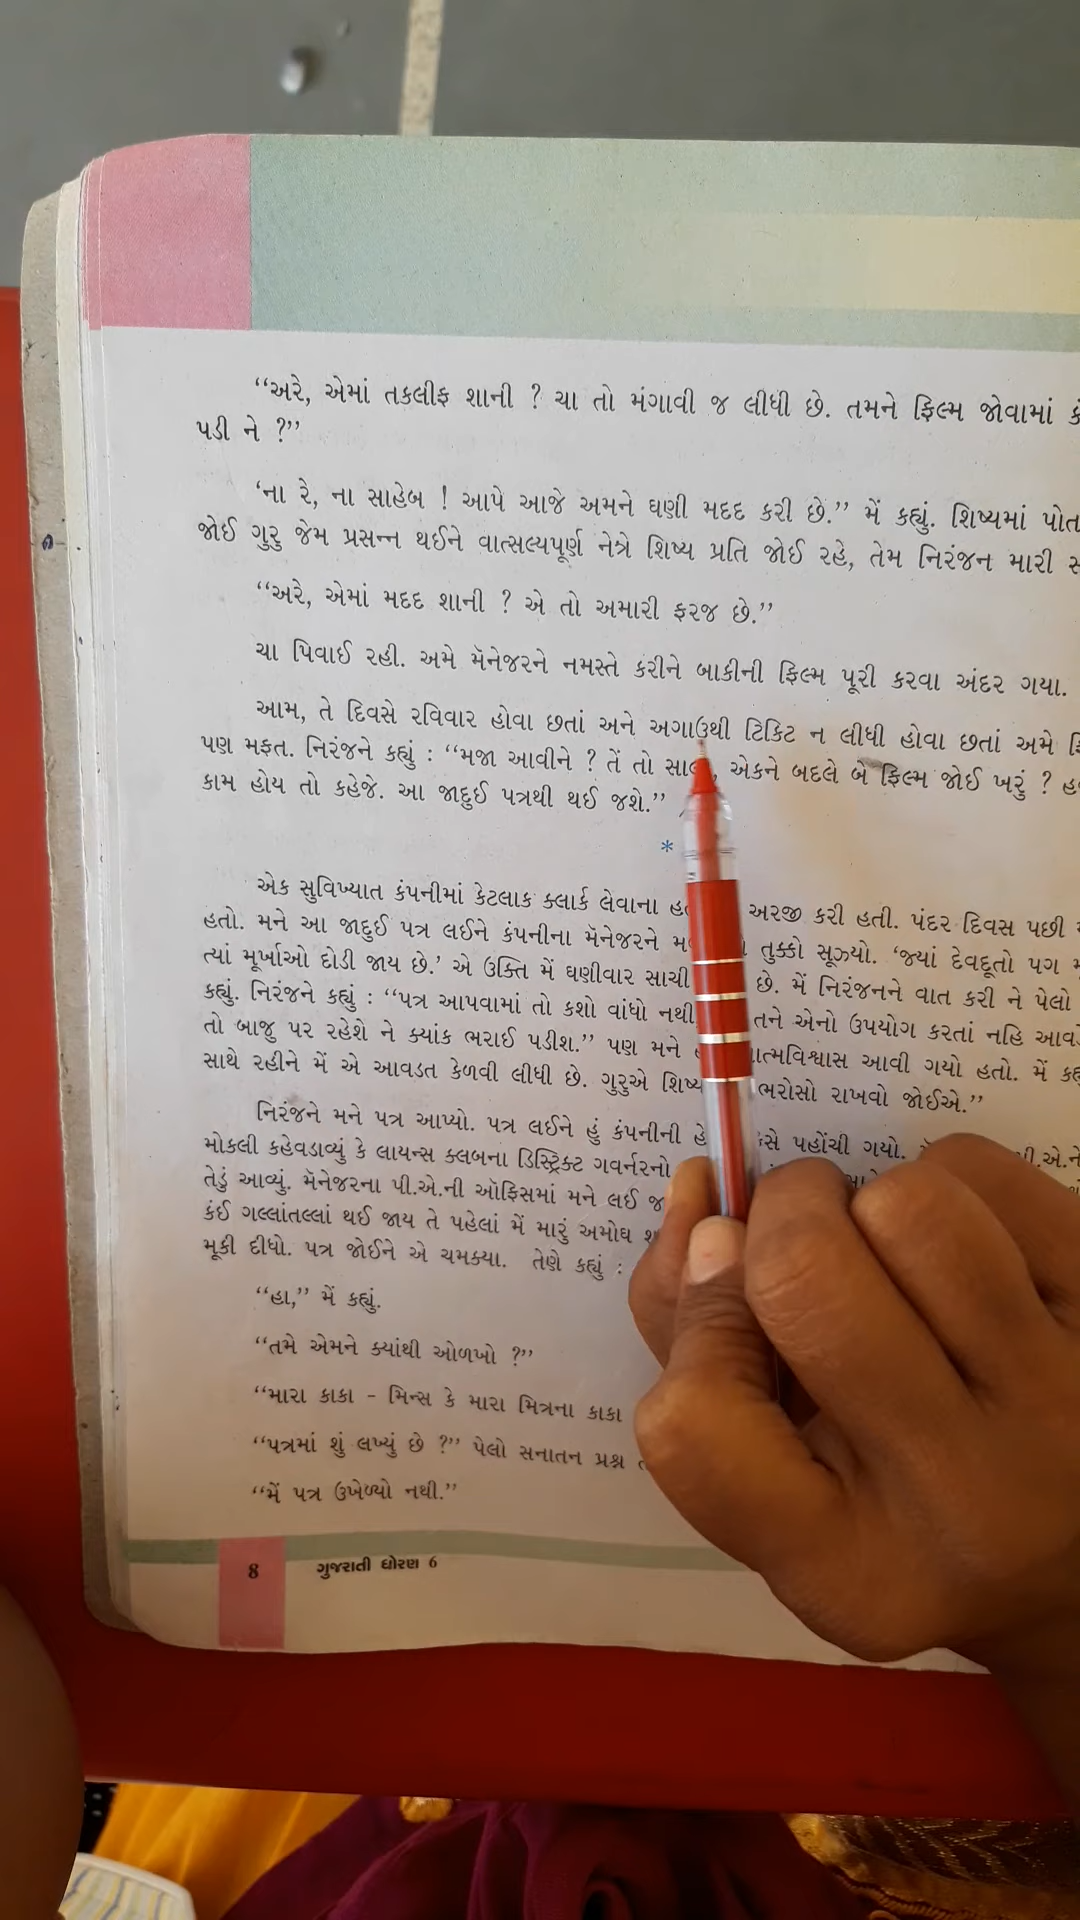 “અરે, એમાં તકલીફ શાની ? ચા તો મંગાવી જ લીધી છે. તમને ફિલ્મ જોવામાં
પડી ને ?”
‘ના રે, ના સાહેબ ! આપે આજે અમને ઘણી મદદ કરી છે.” મેં કહ્યું. શિષ્યમાં
જોઈ ગુરુ જેમ પ્રસન્ન થઈને વાત્સલ્યપૂર્ણ નેત્રે શિષ્ય પ્રતિ જોઈ રહે, તેમ નિરંજન મારી
“અરે, એમાં મદદ શાની ? એ તો અમારી ફરજ છે.”
ચા પિવાઈ રહી. અમે મૅનેજરને નમસ્તે કરીને બાકીની ફિલ્મ પૂરી કરવા અંદર ગયા.
આમ, તે દિવસે રવિવાર હોવા છતાં અને અગાઉથી ટિકિટ ન લીધી હોવા છતાં અમે
પણ મફત. નિરંજને કહ્યું : “મજા આવીને ? તેં તો એકને બદલે બે ફિલ્મ જોઈ ખરું ?
કામ હોય તો કહેજે. આ જાદુઈ પત્રથી થઈ જશે.”
*
એક સુવિખ્યાત કંપનીમાં કેટલાક ક્લાર્ક લેવાના અરજી કરી હતી. પંદર દિવસ પછી
હતો. મને આ જાદુઈ પત્ર લઈને કંપનીના મૅનેજરને તુક્કો સૂઝ્યો. ‘જ્યાં દેવદૂતો પગ
ત્યાં મૂર્ખાઓ દોડી જાય છે.’ એ ઉક્તિ મેં ઘણીવાર સાચી છે. મેં નિરંજનને વાત કરી ને પેલો
કહ્યું. નિરંજને કહ્યું : “પત્ર આપવામાં તો કશો વાંધો નથી તને એનો ઉપયોગ કરતાં નહિ
તો બાજુ પર રહેશે ને ક્યાંક ભરાઈ પડીશ.” પણ મને આત્મવિશ્વાસ આવી ગયો હતો. મેં
સાથે રહીને મેં એ આવડત કેળવી લીધી છે. ગુરુએ ભરોસો રાખવો જોઈએ.”
નિરંજને મને પત્ર આપ્યો. પત્ર લઈને હું કંપનીની પહોંચી ગયો.
મોકલી કહેવડાવ્યું કે લાયન્સ ક્લબના ડિસ્ટ્રિક્ટ ગવર્નરનો
તેડું આવ્યું. મૅનેજરના પી.એ.ની ઑફિસમાં મને લઈ
કંઈ ગલ્લાંતલ્લાં થઈ જાય તે પહેલાં મેં મારું અમોઘ
મૂકી દીધો. પત્ર જોઈને એ ચમક્યા. તેણે કહ્યું :
“હા,” મેં કહ્યું.
“તમે એમને ક્યાંથી ઓળખો ?”
“મારા કાકા – મિન્સ કે મારા મિત્રના કાકા
“પત્રમાં શું લખ્યું છે ?” પેલો સનાતન પ્રશ્ન
“મેં પત્ર ઉખેળ્યો નથી.”
8 ગુજરાતી ધોરણ 6